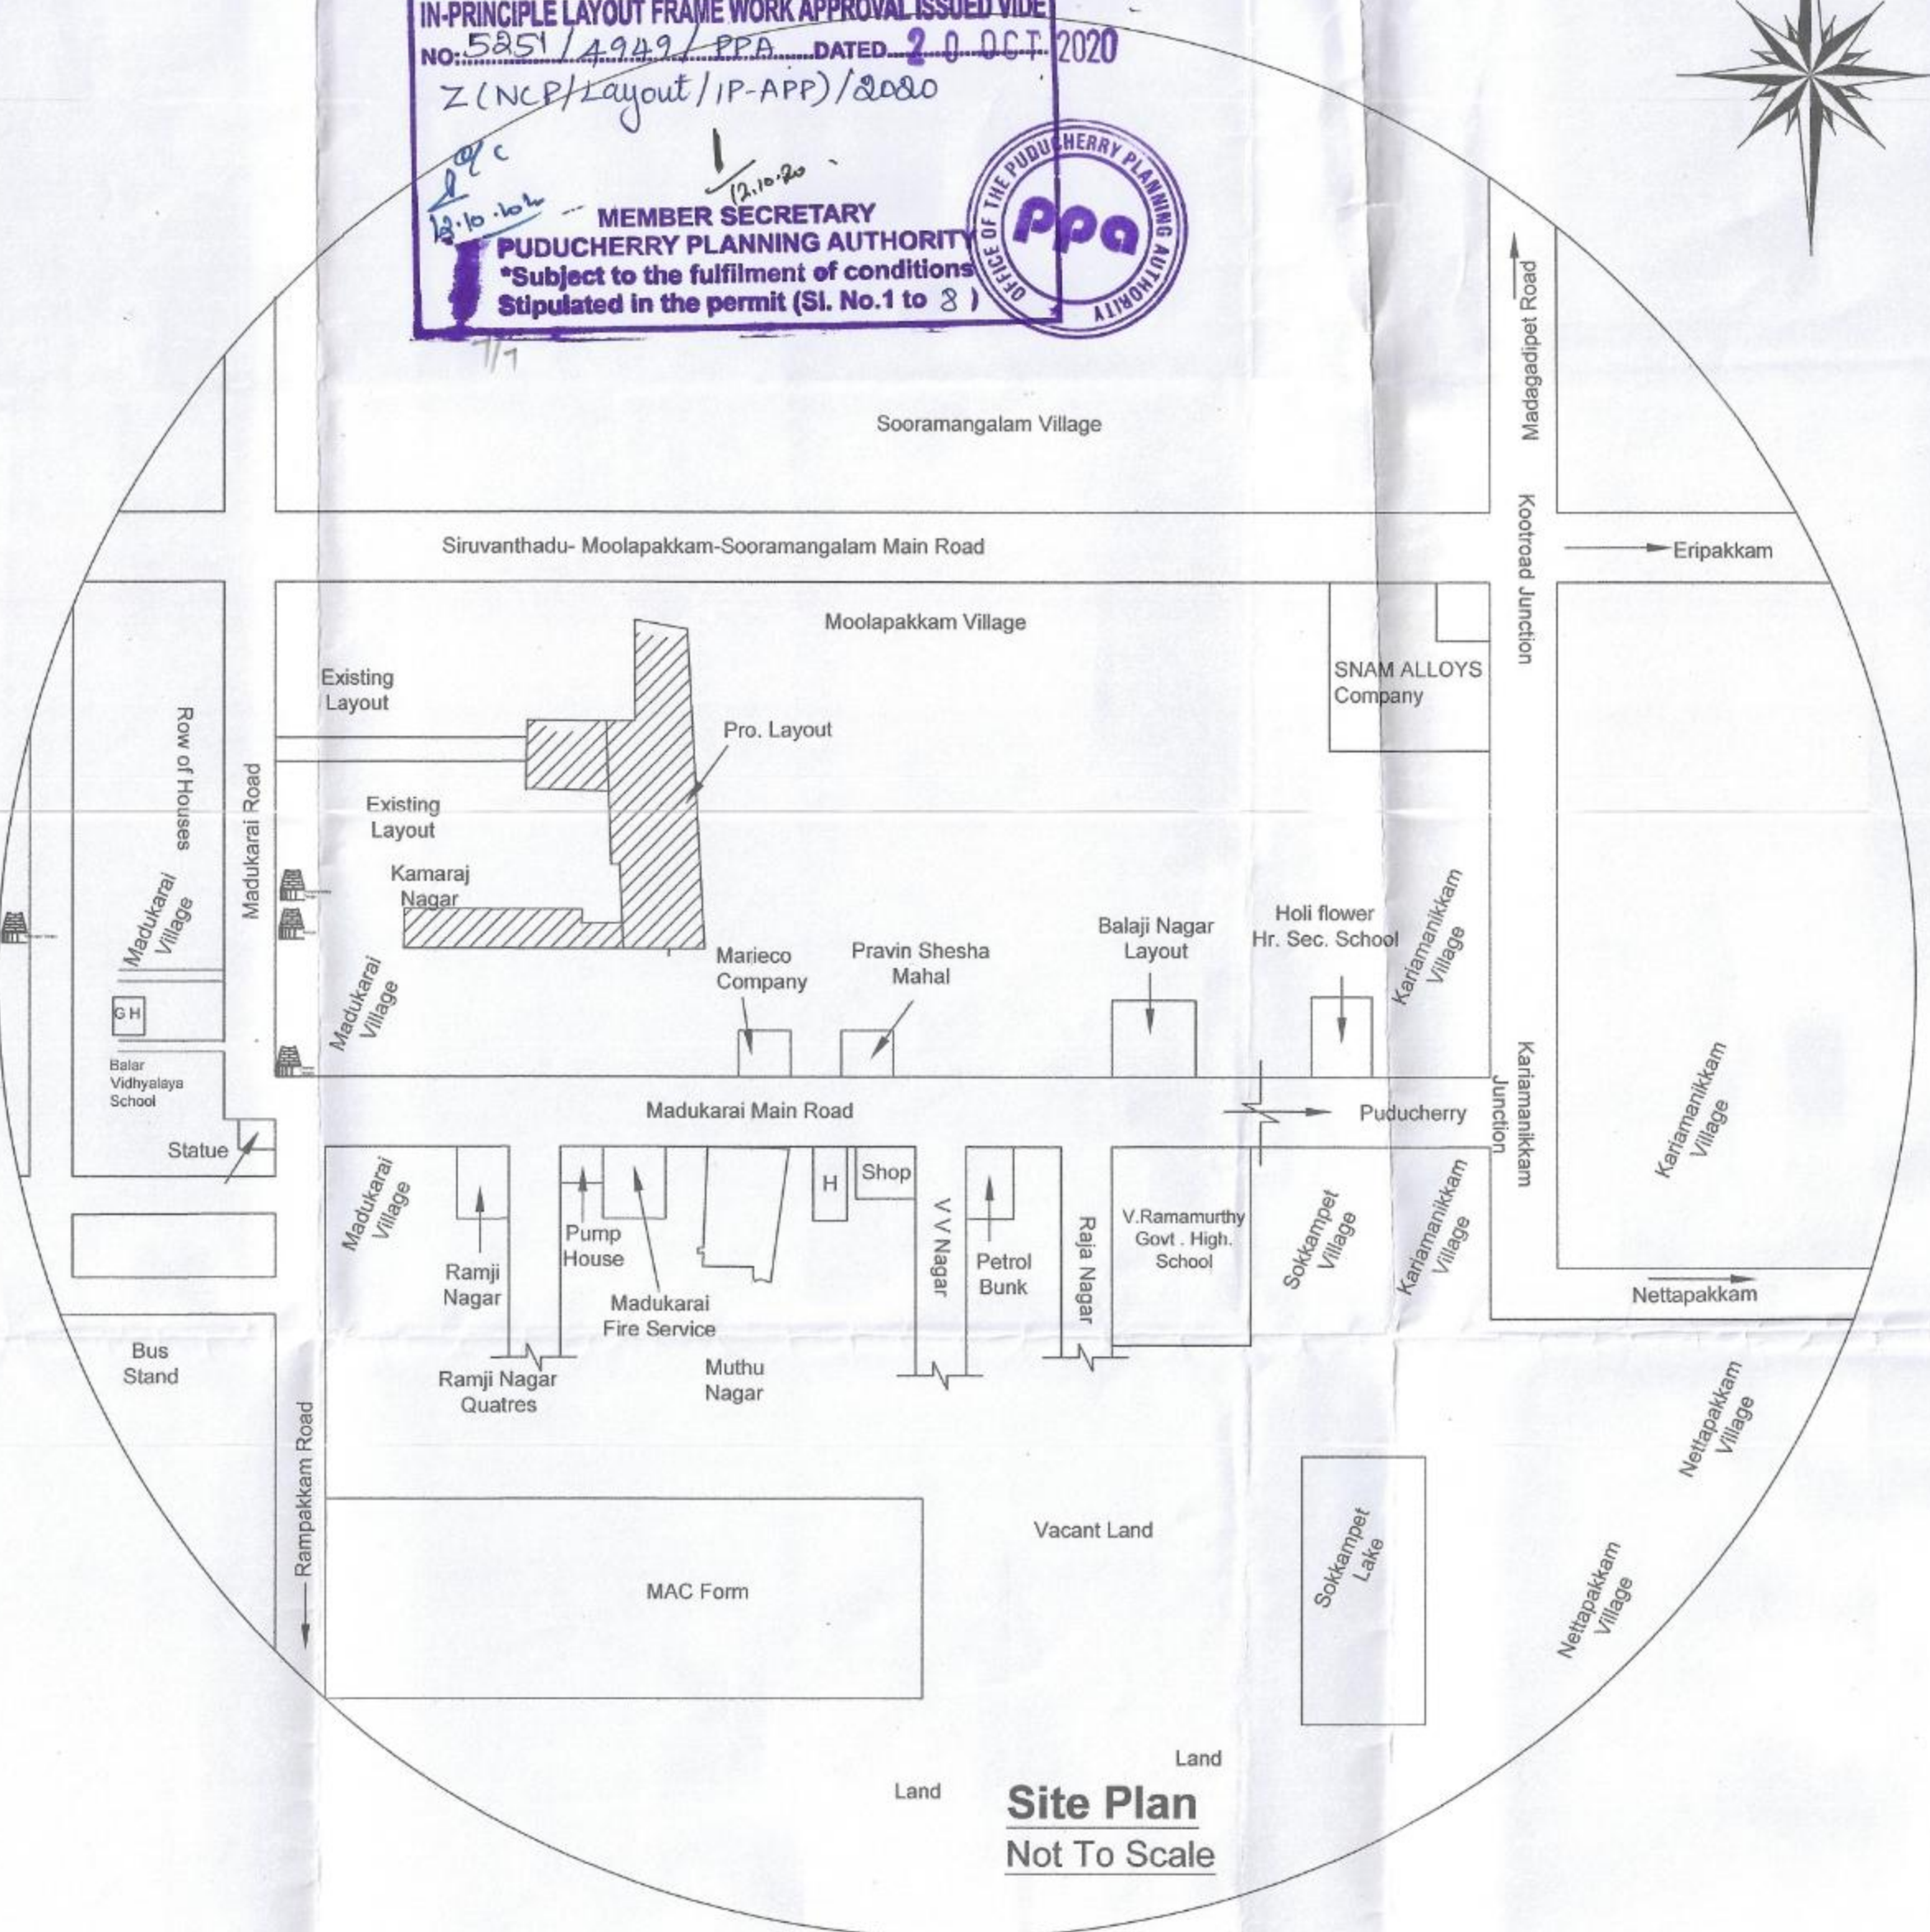 IN-PRINCIPLE LAYOUT FRAME WORK APPROVAL ISSUED VIDE
NO: 5251/4949/PPA DATED 20 OCT 2020
Z(NCP/Layout/IP-APP)/2020
O/C
12.10.20
MEMBER SECRETARY
PUDUCHERRY PLANNING AUTHORITY
*Subject to the fulfilment of conditions
Stipulated in the permit (Sl. No.1 to 8 )
OFFICE OF THE PUDUCHERRY PLANNING AUTHORITY
ppa
Madagadipet Road
Sooramangalam Village
Kootroad Junction
Siruvanthadu- Moolapakkam-Sooramangalam Main Road
Eripakkam
Moolapakkam Village
SNAM ALLOYS
Company
Existing
Layout
Pro. Layout
Row of Houses
Madukarai Road
Existing
Layout
Kamaraj
Nagar
Madukarai
Village
Madukarai
Village
Marieco
Company
Pravin Shesha
Mahal
Balaji Nagar
Layout
Holi flower
Hr. Sec. School
Kariamanikkam
Village
G H
Balar
Vidhyalaya
School
Statue
Madukarai Main Road
Puducherry
Kariamanikkam
Junction
Kariamanikkam
Village
Madukarai
Village
Ramji
Nagar
Pump
House
Madukarai
Fire Service
H
Shop
V V Nagar
Petrol
Bunk
Raja Nagar
V.Ramamurthy
Govt . High.
School
Sokkampet
Village
Kariamanikkam
Village
Nettapakkam
Bus
Stand
Ramji Nagar
Quatres
Muthu
Nagar
Nettapakkam
Village
Rampakkam Road
MAC Form
Vacant Land
Sokkampet
Lake
Nettapakkam
Village
Land
Land
Site Plan
Not To Scale